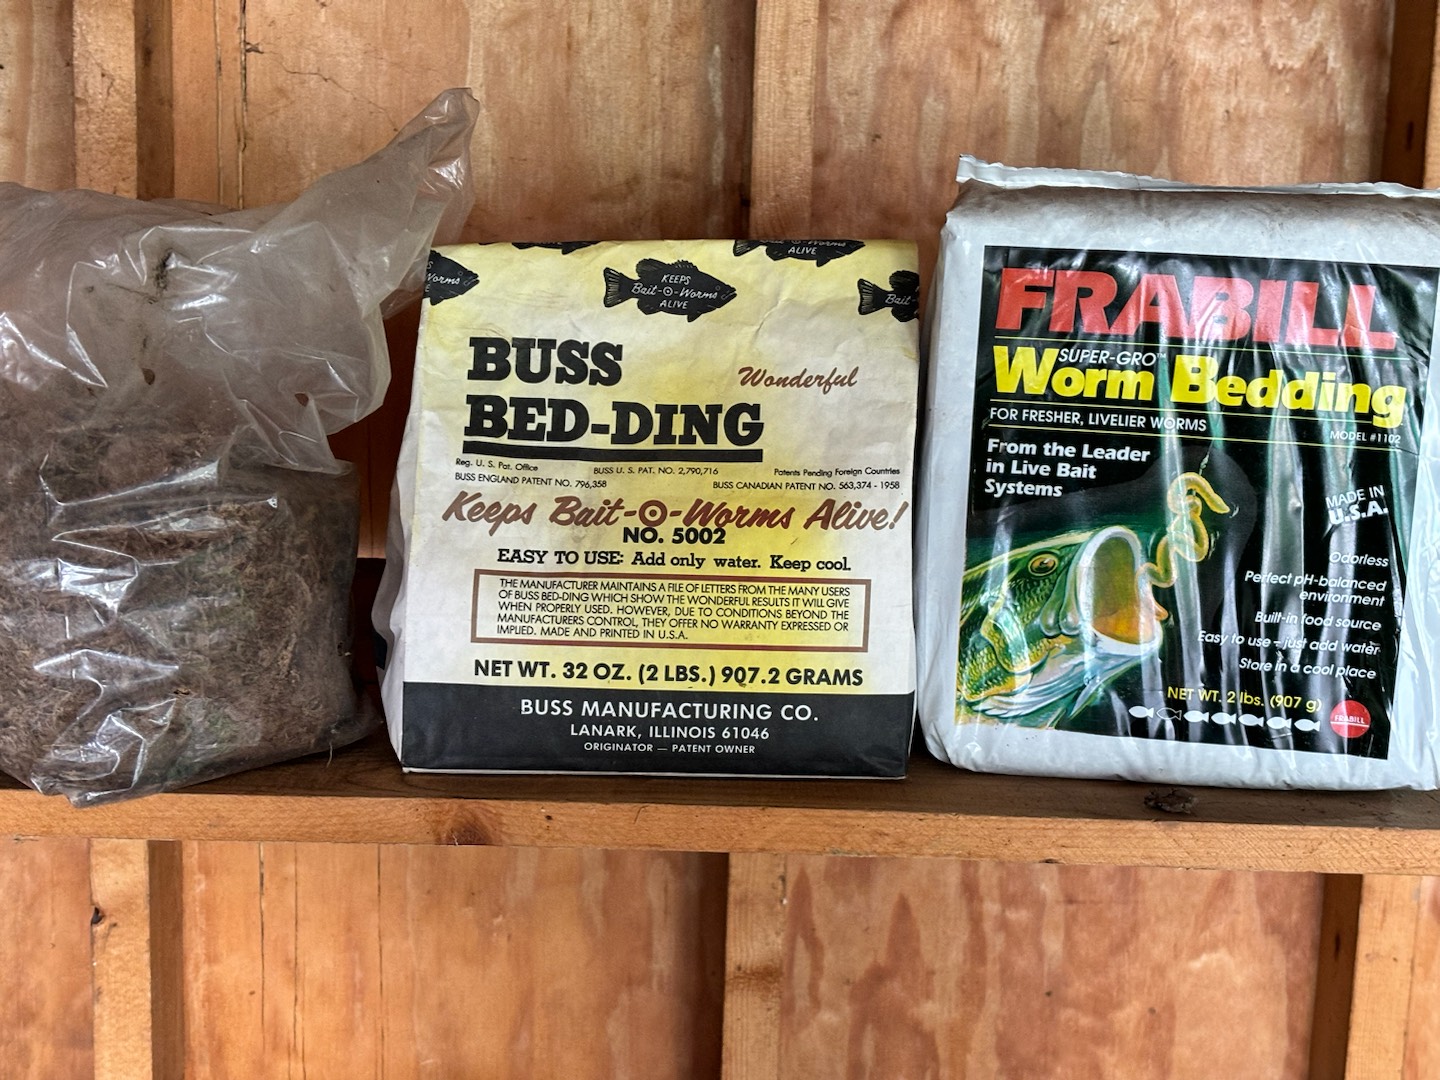 Worms
KEEPS
Bait-O-Worms
ALIVE
Worms
ALIVE
Bait
BUSS
BED-DING
Wonderful
Reg. U. S. Pat. Office
BUSS U. S. PAT. NO. 2,790,716
Patents Pending Foreign Countries
BUSS ENGLAND PATENT NO. 796,358
BUSS CANADIAN PATENT NO. 563,374 - 1958
Keeps Bait-O-Worms Alive!
NO. 5002
EASY TO USE: Add only water. Keep cool.
THE MANUFACTURER MAINTAINS A FILE OF LETTERS FROM THE MANY USERS
OF BUSS BED-DING WHICH SHOW THE WONDERFUL RESULTS IT WILL GIVE
WHEN PROPERLY USED. HOWEVER, DUE TO CONDITIONS BEYOND THE
MANUFACTURERS CONTROL, THEY OFFER NO WARRANTY EXPRESSED OR
IMPLIED. MADE AND PRINTED IN U.S.A.
NET WT. 32 OZ. (2 LBS.) 907.2 GRAMS
BUSS MANUFACTURING CO.
LANARK, ILLINOIS 61046
ORIGINATOR — PATENT OWNER
FRABILL
SUPER-GRO™
Worm Bedding
FOR FRESHER, LIVELIER WORMS
MODEL #1102
From the Leader
in Live Bait
Systems
MADE IN
U.S.A.
Odorless
Perfect pH-balanced
environment
Built-in food source
Easy to use - just add water
Store in a cool place
NET WT. 2 lbs. (907 g)
FRABILL